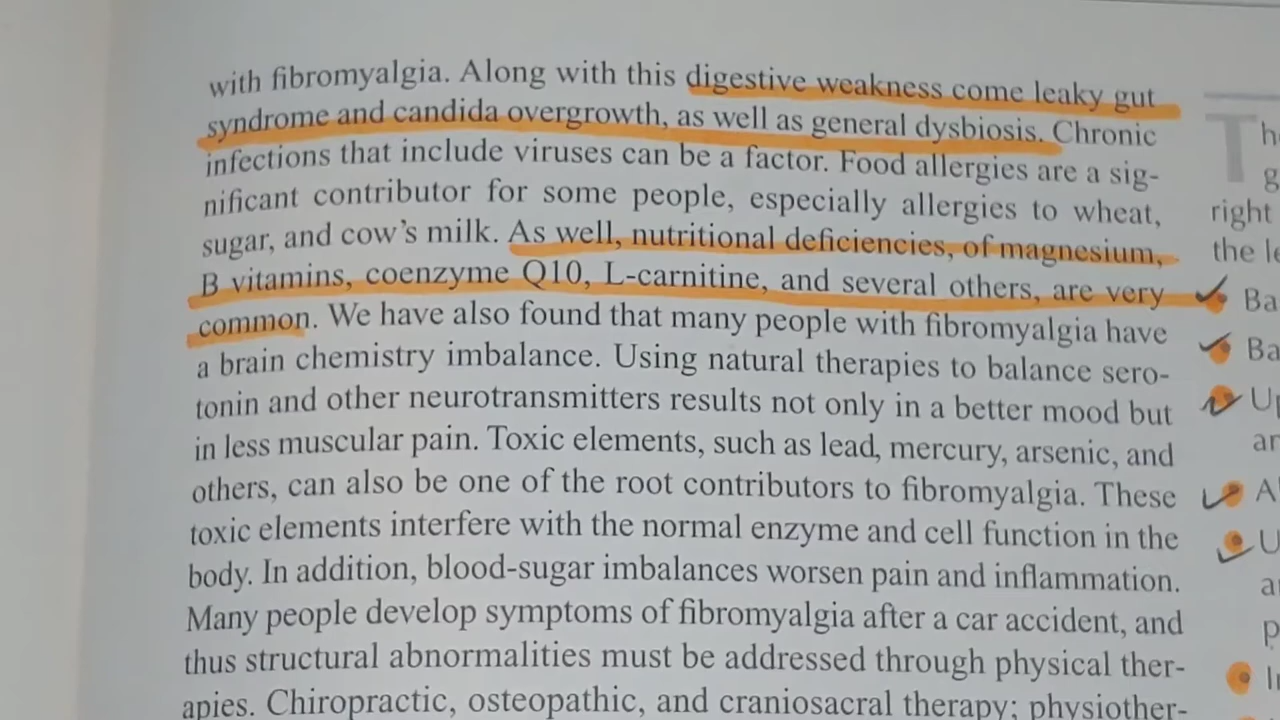 with fibromyalgia. Along with this digestive weakness come leaky gut
syndrome and candida overgrowth, as well as general dysbiosis. Chronic
infections that include viruses can be a factor. Food allergies are a sig-
nificant contributor for some people, especially allergies to wheat,
sugar, and cow’s milk. As well, nutritional deficiencies, of magnesium,
B vitamins, coenzyme Q10, L-carnitine, and several others, are very
common. We have also found that many people with fibromyalgia have
a brain chemistry imbalance. Using natural therapies to balance sero-
tonin and other neurotransmitters results not only in a better mood but
in less muscular pain. Toxic elements, such as lead, mercury, arsenic, and
others, can also be one of the root contributors to fibromyalgia. These
toxic elements interfere with the normal enzyme and cell function in the
body. In addition, blood-sugar imbalances worsen pain and inflammation.
Many people develop symptoms of fibromyalgia after a car accident, and
thus structural abnormalities must be addressed through physical ther-
apies. Chiropractic, osteopathic, and craniosacral therapy; physiother-
right
the